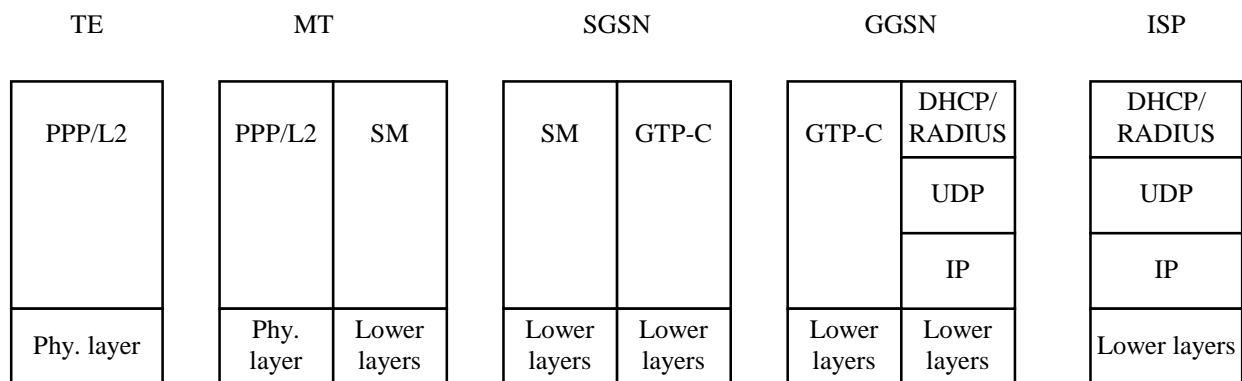 TE MT SGSN GGSN ISP
PPP/L2
Phy. layer
PPP/L2 SM
Phy.
layer
Lower
layers
SM GTP-C
Lower
layers
Lower
layers
GTP-C
DHCP/
RADIUS
UDP
IP
Lower
layers
Lower
layers
DHCP/
RADIUS
UDP
IP
Lower layers